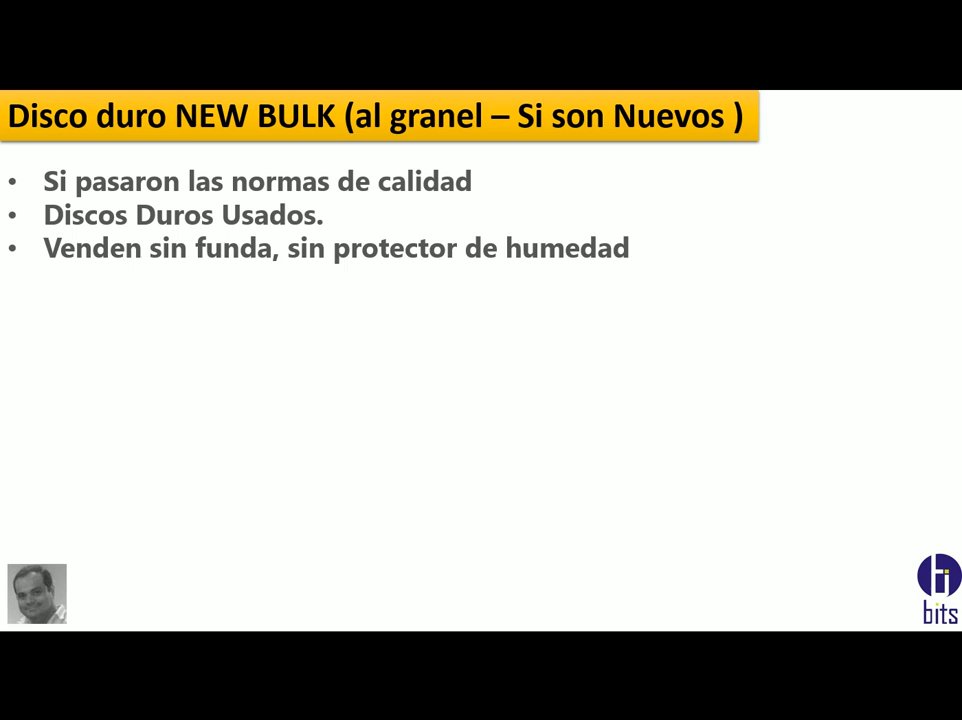 Disco duro NEW BULK (al granel – Si son Nuevos )
• Si pasaron las normas de calidad
• Discos Duros Usados.
• Venden sin funda, sin protector de humedad
bits